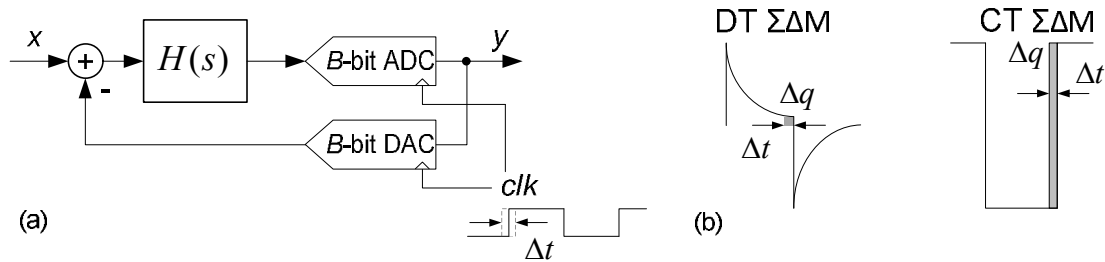 x
+
-
H(s)
B-bit ADC
y
B-bit DAC
clk
Δt
(a)
(b)
DT ΣΔM
Δq
Δt
CT ΣΔM
Δq
Δt